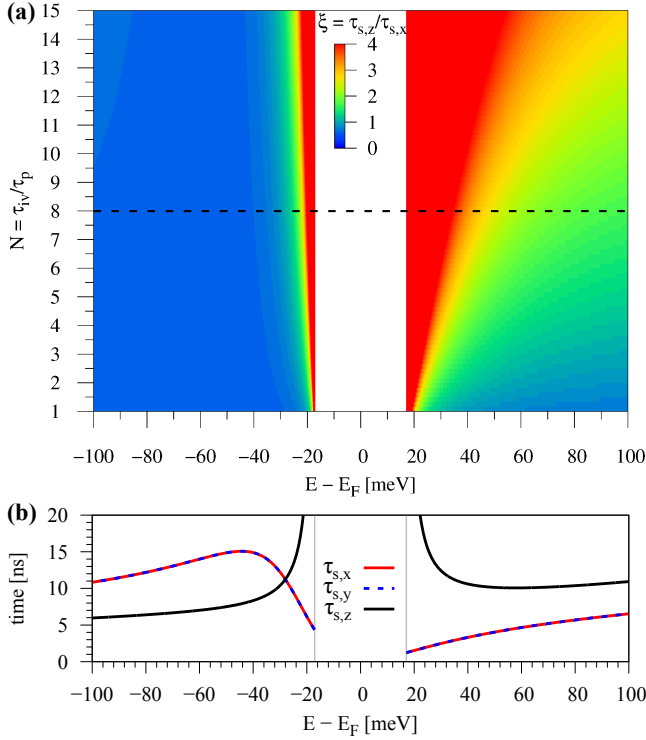 (a)
ξ = τs,z/τs,x
4
3
2
1
0
N = τiv/τp
15
14
13
12
11
10
9
8
7
6
5
4
3
2
1
−100 −80 −60 −40 −20 0 20 40 60 80 100
E − EF [meV]
(b)
time [ns]
20
15
10
5
0
τs,x
τs,y
τs,z
−100 −80 −60 −40 −20 0 20 40 60 80 100
E − EF [meV]